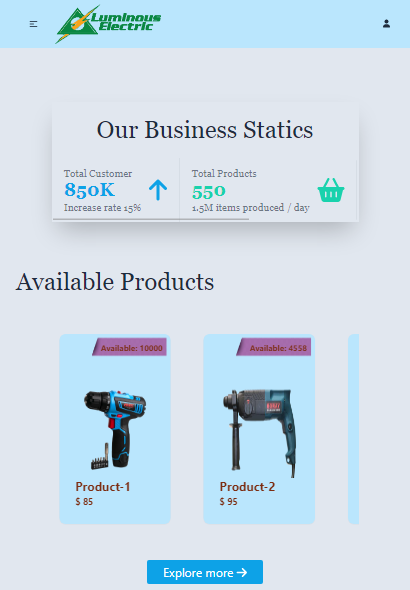 Luminous
Electric
Our Business Statics
Total Customer
850K
Increase rate 15%
Total Products
550
1.5M items produced / day
Available Products
Available: 10000
Product-1
$ 85
Available: 4558
Product-2
$ 95
Explore more